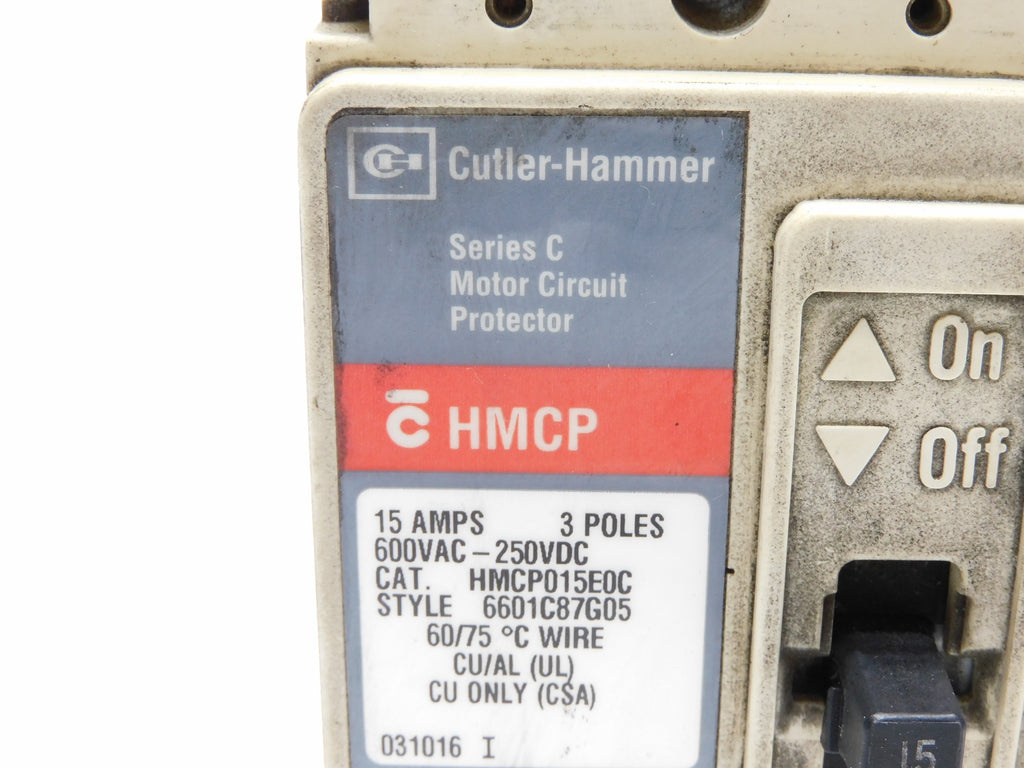 CH Cutler-Hammer
Series C
Motor Circuit
Protector
C HMCP
15 AMPS 3 POLES
600VAC – 250VDC
CAT. HMCP015E0C
STYLE 6601C87G05
60/75 °C WIRE
CU/AL (UL)
CU ONLY (CSA)
031016 I
On
Off
15